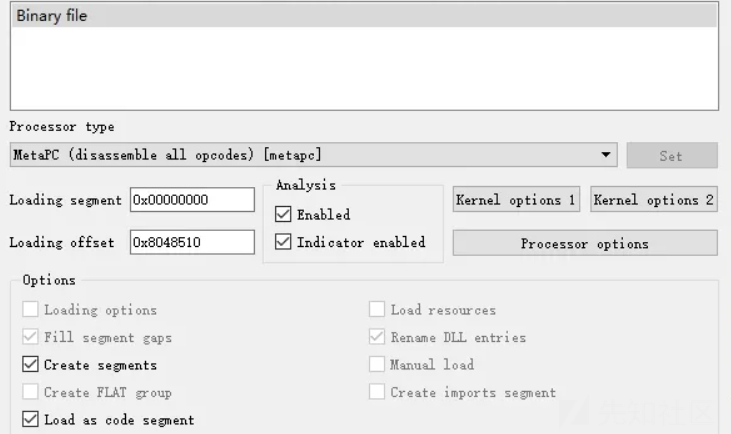 Binary file
Processor type
MetaPC (disassemble all opcodes) [metapc]
Set
Loading segment 0x00000000
Loading offset 0x8048510
Analysis
Enabled
Indicator enabled
Kernel options 1 Kernel options 2
Processor options
Options
Loading options Load resources
Fill segment gaps Rename DLL entries
Create segments Manual load
Create FLAT group Create imports segment
Load as code segment